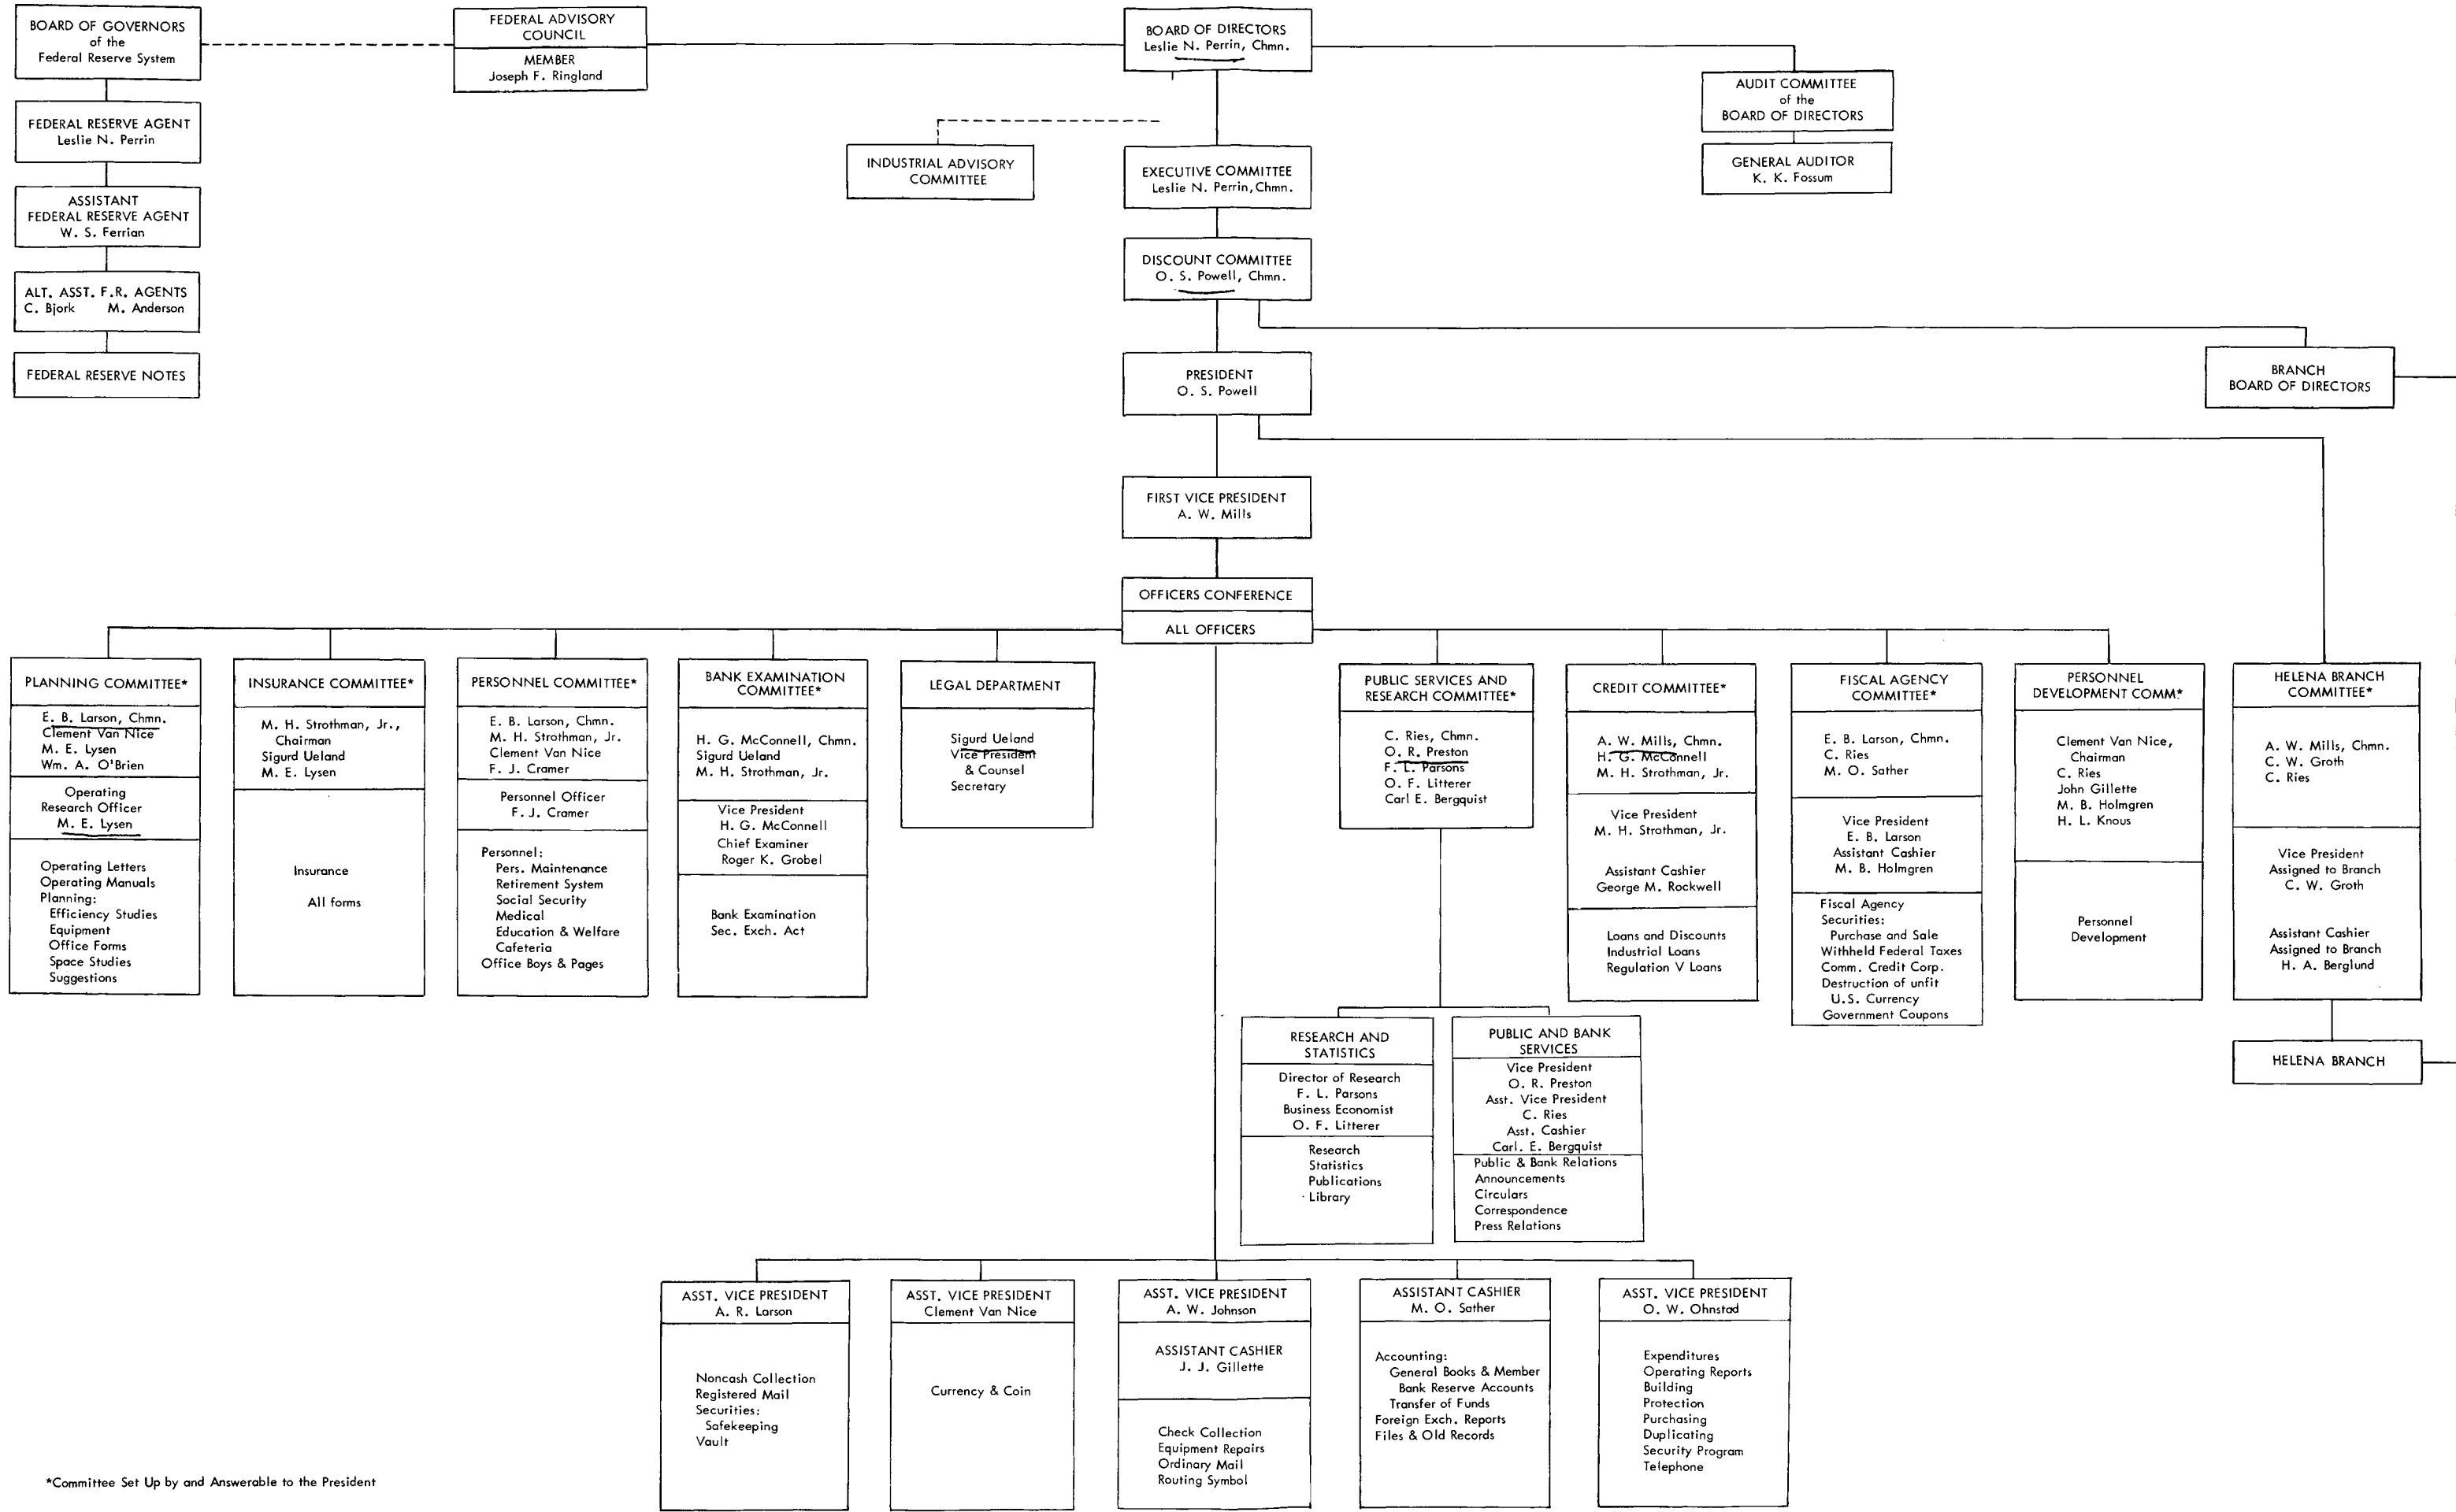 BOARD OF GOVERNORS
of the
Federal Reserve System
FEDERAL ADVISORY
COUNCIL
MEMBER
Joseph F. Ringland
BOARD OF DIRECTORS
Leslie N. Perrin, Chmn.
AUDIT COMMITTEE
of the
BOARD OF DIRECTORS
GENERAL AUDITOR
K. K. Fossum
FEDERAL RESERVE AGENT
Leslie N. Perrin
ASSISTANT
FEDERAL RESERVE AGENT
W. S. Ferrian
ALT. ASST. F.R. AGENTS
C. Bjork M. Anderson
FEDERAL RESERVE NOTES
INDUSTRIAL ADVISORY
COMMITTEE
EXECUTIVE COMMITTEE
Leslie N. Perrin, Chmn.
DISCOUNT COMMITTEE
O. S. Powell, Chmn.
PRESIDENT
O. S. Powell
BRANCH
BOARD OF DIRECTORS
FIRST VICE PRESIDENT
A. W. Mills
OFFICERS CONFERENCE
ALL OFFICERS
PLANNING COMMITTEE*
E. B. Larson, Chmn.
Clement Van Nice
M. E. Lysen
Wm. A. O'Brien
Operating
Research Officer
M. E. Lysen
Operating Letters
Operating Manuals
Planning:
Efficiency Studies
Equipment
Office Forms
Space Studies
Suggestions
INSURANCE COMMITTEE*
M. H. Strothman, Jr.,
Chairman
Sigurd Ueland
M. E. Lysen
Insurance
All forms
PERSONNEL COMMITTEE*
E. B. Larson, Chmn.
M. H. Strothman, Jr.
Clement Van Nice
F. J. Cramer
Personnel Officer
F. J. Cramer
Personnel:
Pers. Maintenance
Retirement System
Social Security
Medical
Education & Welfare
Cafeteria
Office Boys & Pages
BANK EXAMINATION
COMMITTEE*
H. G. McConnell, Chmn.
Sigurd Ueland
M. H. Strothman, Jr.
Vice President
H. G. McConnell
Chief Examiner
Roger K. Grobel
Bank Examination
Sec. Exch. Act
LEGAL DEPARTMENT
Sigurd Ueland
Vice President
& Counsel
Secretary
PUBLIC SERVICES AND
RESEARCH COMMITTEE*
C. Ries, Chmn.
O. R. Preston
F. L. Parsons
O. F. Litterer
Carl E. Bergquist
CREDIT COMMITTEE*
A. W. Mills, Chmn.
H. G. McConnell
M. H. Strothman, Jr.
Vice President
M. H. Strothman, Jr.
Assistant Cashier
George M. Rockwell
Loans and Discounts
Industrial Loans
Regulation V Loans
FISCAL AGENCY
COMMITTEE*
E. B. Larson, Chmn.
C. Ries
M. O. Sather
Vice President
E. B. Larson
Assistant Cashier
M. B. Holmgren
Fiscal Agency
Securities:
Purchase and Sale
Withheld Federal Taxes
Comm. Credit Corp.
Destruction of unfit
U.S. Currency
Government Coupons
PERSONNEL
DEVELOPMENT COMM*
Clement Van Nice,
Chairman
C. Ries
John Gillette
M. B. Holmgren
H. L. Knous
Personnel
Development
HELENA BRANCH
COMMITTEE*
A. W. Mills, Chmn.
C. W. Groth
C. Ries
Vice President
Assigned to Branch
C. W. Groth
Assistant Cashier
Assigned to Branch
H. A. Berglund
HELENA BRANCH
RESEARCH AND
STATISTICS
Director of Research
F. L. Parsons
Business Economist
O. F. Litterer
Research
Statistics
Publications
Library
PUBLIC AND BANK
SERVICES
Vice President
O. R. Preston
Asst. Vice President
C. Ries
Asst. Cashier
Carl. E. Bergquist
Public & Bank Relations
Announcements
Circulars
Correspondence
Press Relations
ASST. VICE PRESIDENT
A. R. Larson
Noncash Collection
Registered Mail
Securities:
Safekeeping
Vault
ASST. VICE PRESIDENT
Clement Van Nice
Currency & Coin
ASST. VICE PRESIDENT
A. W. Johnson
ASSISTANT CASHIER
J. J. Gillette
Check Collection
Equipment Repairs
Ordinary Mail
Routing Symbol
ASSISTANT CASHIER
M. O. Sather
Accounting:
General Books & Member
Bank Reserve Accounts
Transfer of Funds
Foreign Exch. Reports
Files & Old Records
ASST. VICE PRESIDENT
O. W. Ohnstad
Expenditures
Operating Reports
Building
Protection
Purchasing
Duplicating
Security Program
Telephone
*Committee Set Up by and Answerable to the President